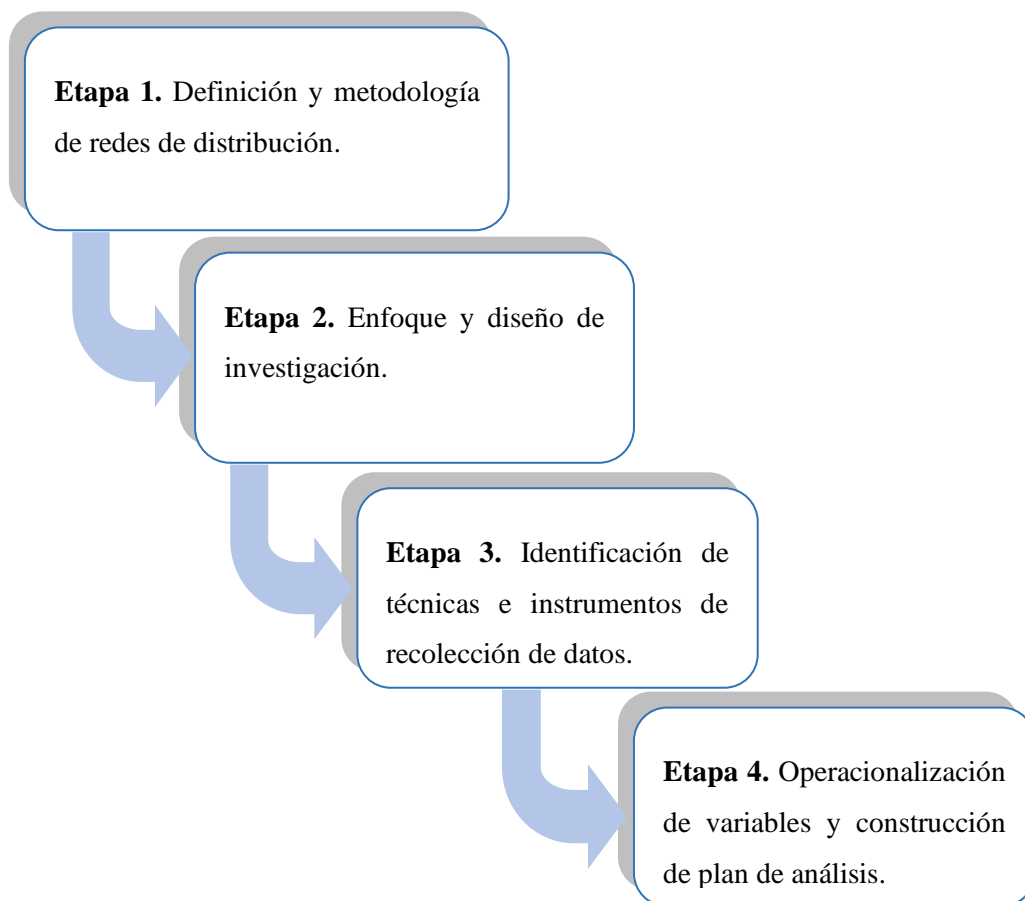 Etapa 1. Definición y metodología
de redes de distribución.
Etapa 2. Enfoque y diseño de
investigación.
Etapa 3. Identificación de
técnicas e instrumentos de
recolección de datos.
Etapa 4. Operacionalización
de variables y construcción
de plan de análisis.